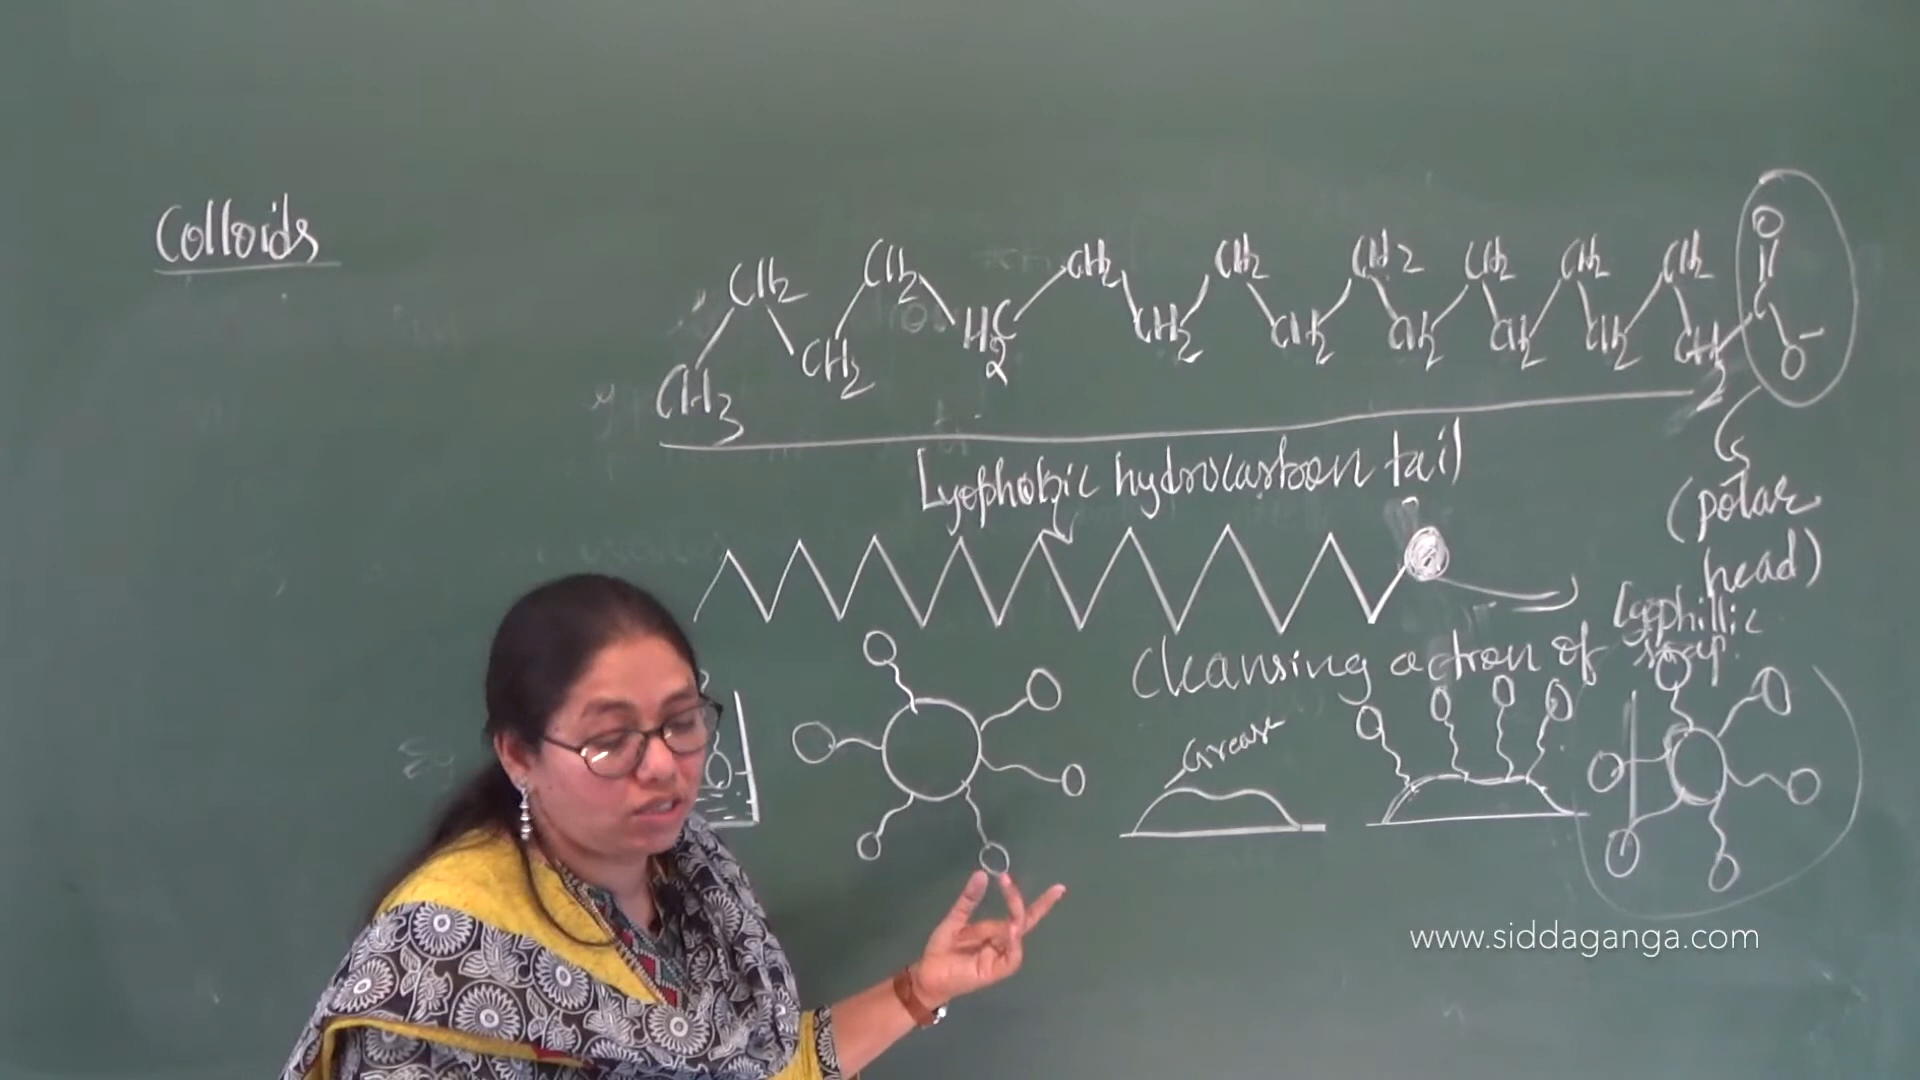 Colloids
CH3 CH2 CH2 CH2 H2C CH2 CH2 CH2 CH2 CH2 CH2 CH2 CH2 CH2 CH2 CH2 C O O-
Lyophobic hydrocarbon tail
(polar
head)
Lyophillic
Cleansing action of soap.
Grease
www.siddaganga.com